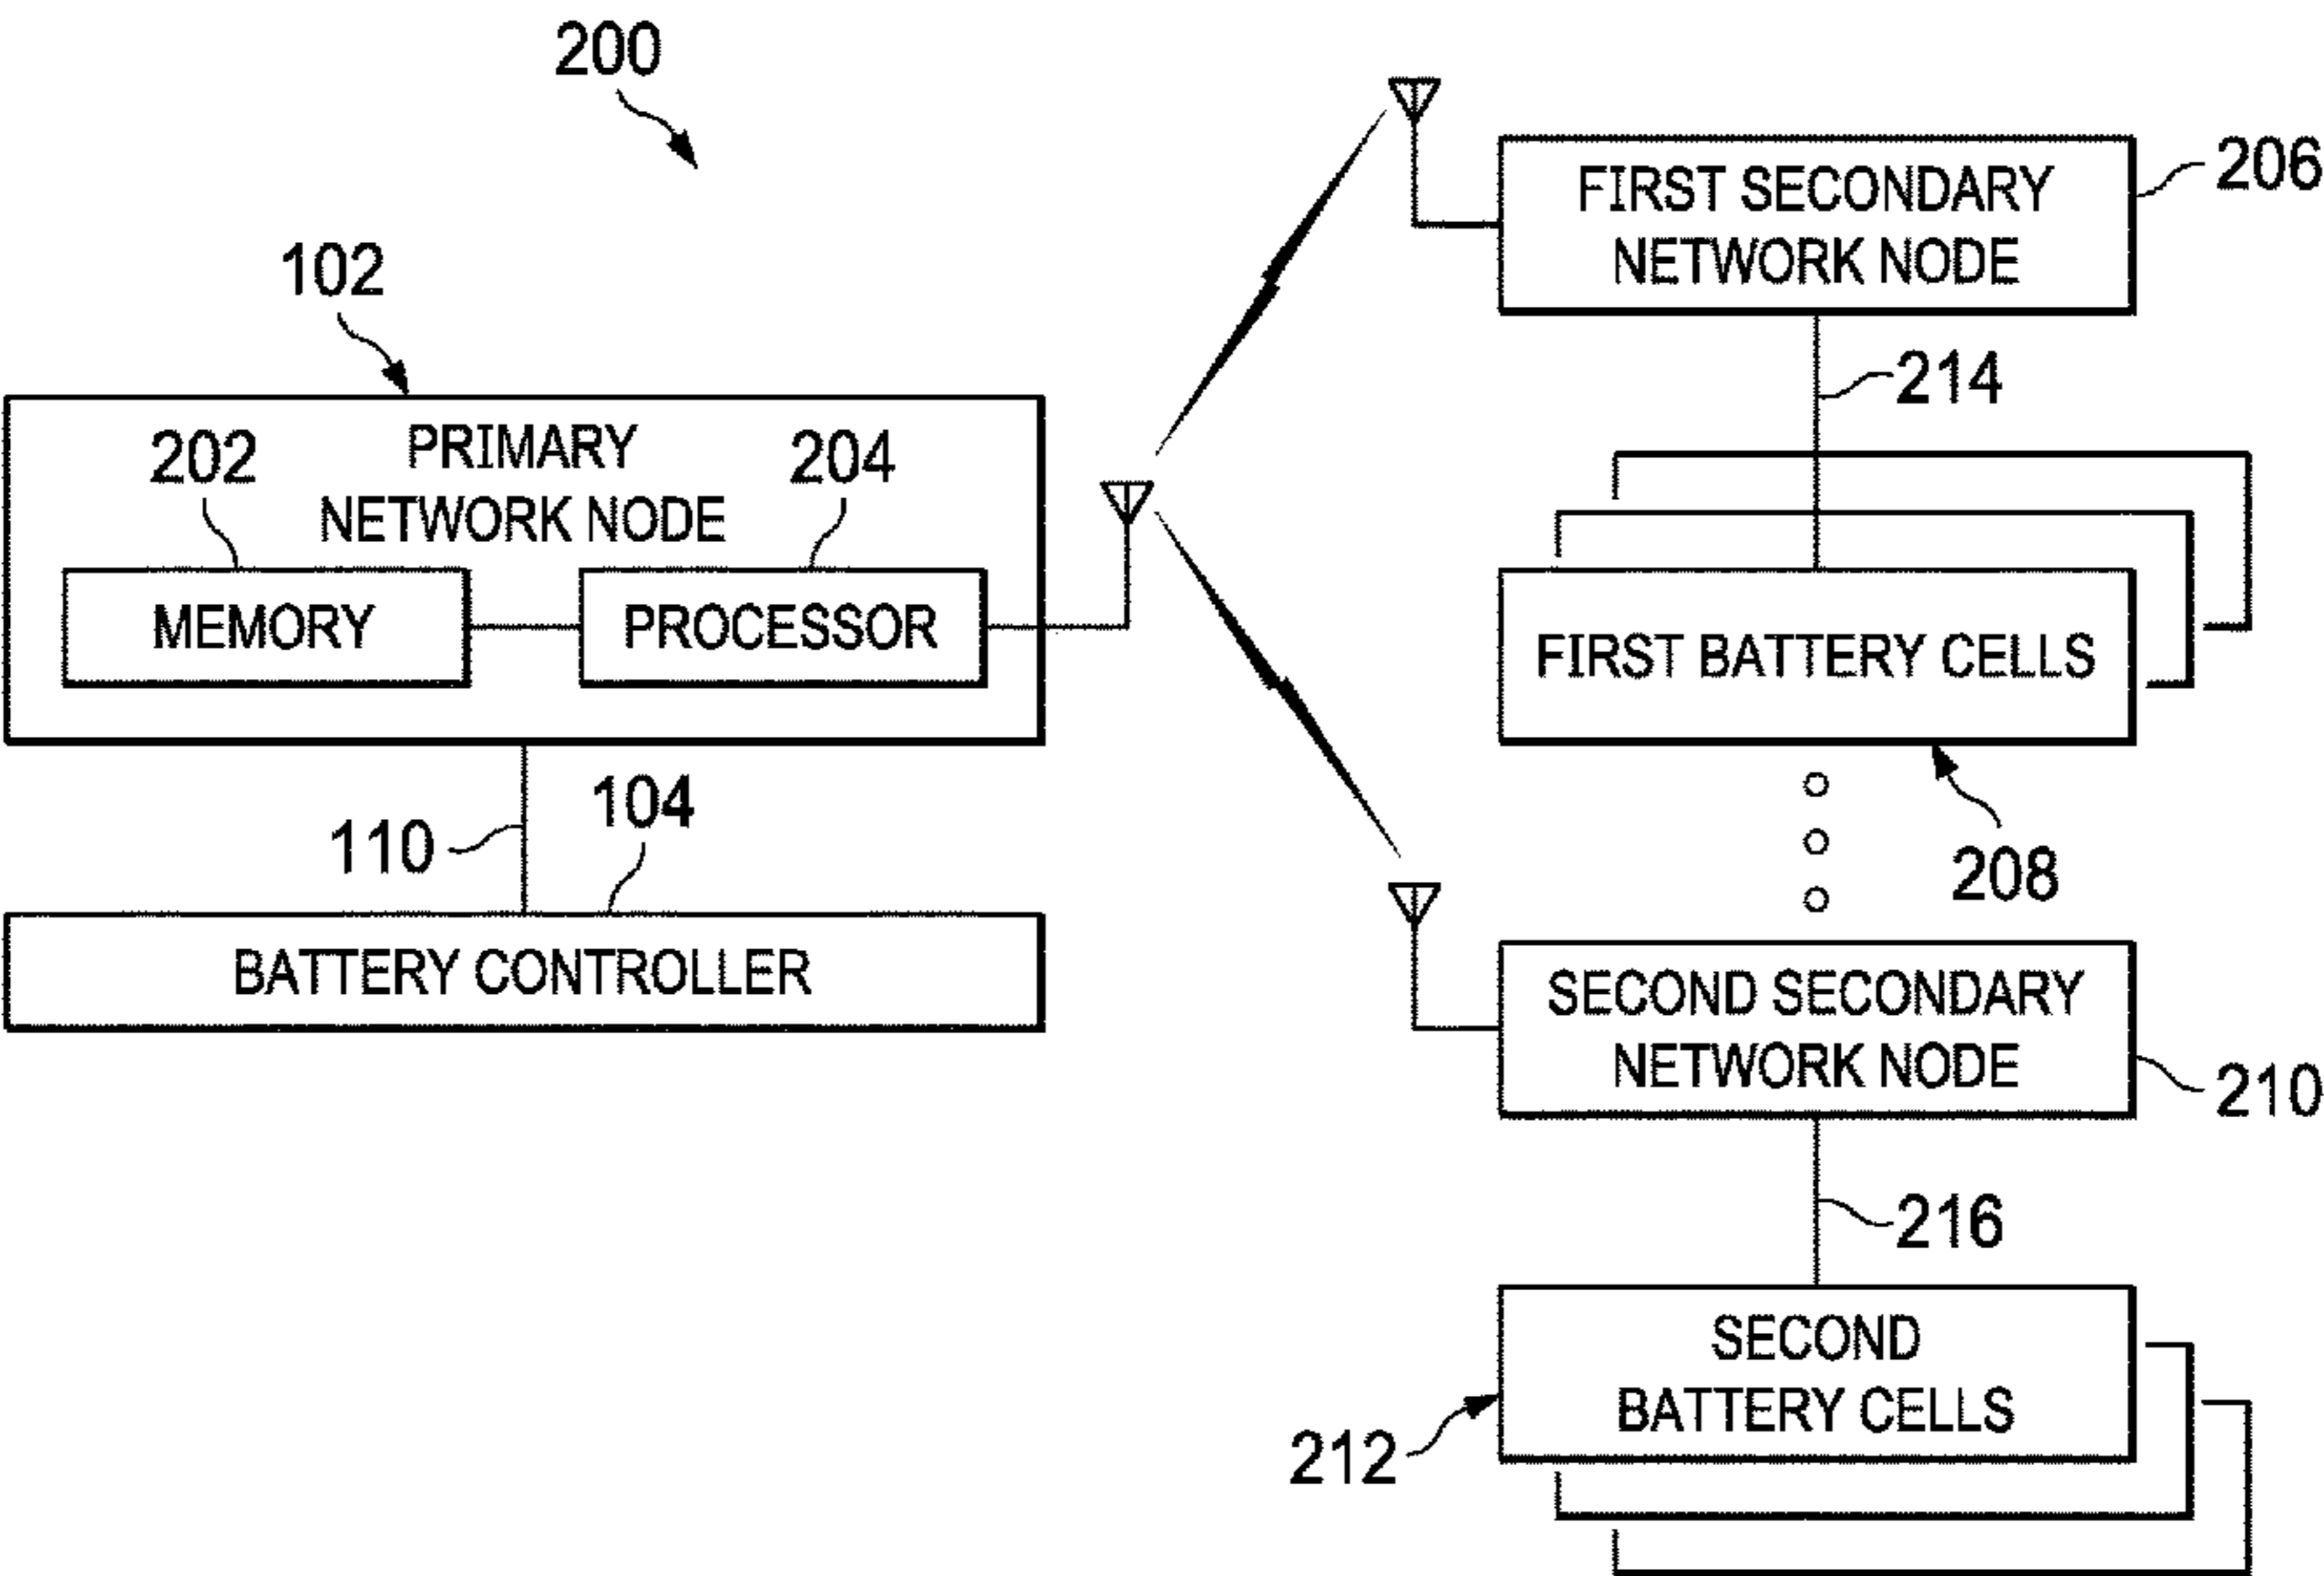 200
206
FIRST SECONDARY
NETWORK NODE
102
214
202
PRIMARY
NETWORK NODE
204
MEMORY
PROCESSOR
FIRST BATTERY CELLS
110
104
208
BATTERY CONTROLLER
SECOND SECONDARY
NETWORK NODE
210
216
SECOND
BATTERY CELLS
212